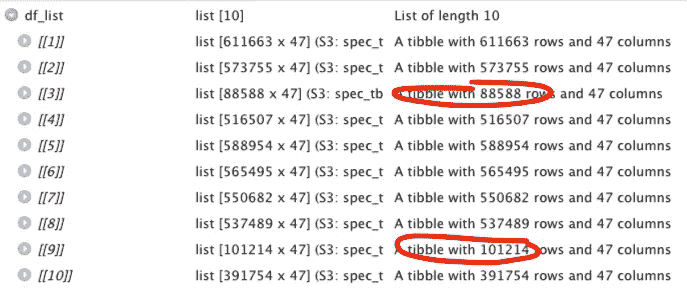 df_list list [10] List of length 10
[[1]] list [611663 x 47] (S3: spec_t A tibble with 611663 rows and 47 columns
[[2]] list [573755 x 47] (S3: spec_t A tibble with 573755 rows and 47 columns
[[3]] list [88588 x 47] (S3: spec_tb A tibble with 88588 rows and 47 columns
[[4]] list [516507 x 47] (S3: spec_t A tibble with 516507 rows and 47 columns
[[5]] list [588954 x 47] (S3: spec_t A tibble with 588954 rows and 47 columns
[[6]] list [565495 x 47] (S3: spec_t A tibble with 565495 rows and 47 columns
[[7]] list [550682 x 47] (S3: spec_t A tibble with 550682 rows and 47 columns
[[8]] list [537489 x 47] (S3: spec_t A tibble with 537489 rows and 47 columns
[[9]] list [101214 x 47] (S3: spec_t A tibble with 101214 rows and 47 columns
[[10]] list [391754 x 47] (S3: spec_t A tibble with 391754 rows and 47 columns